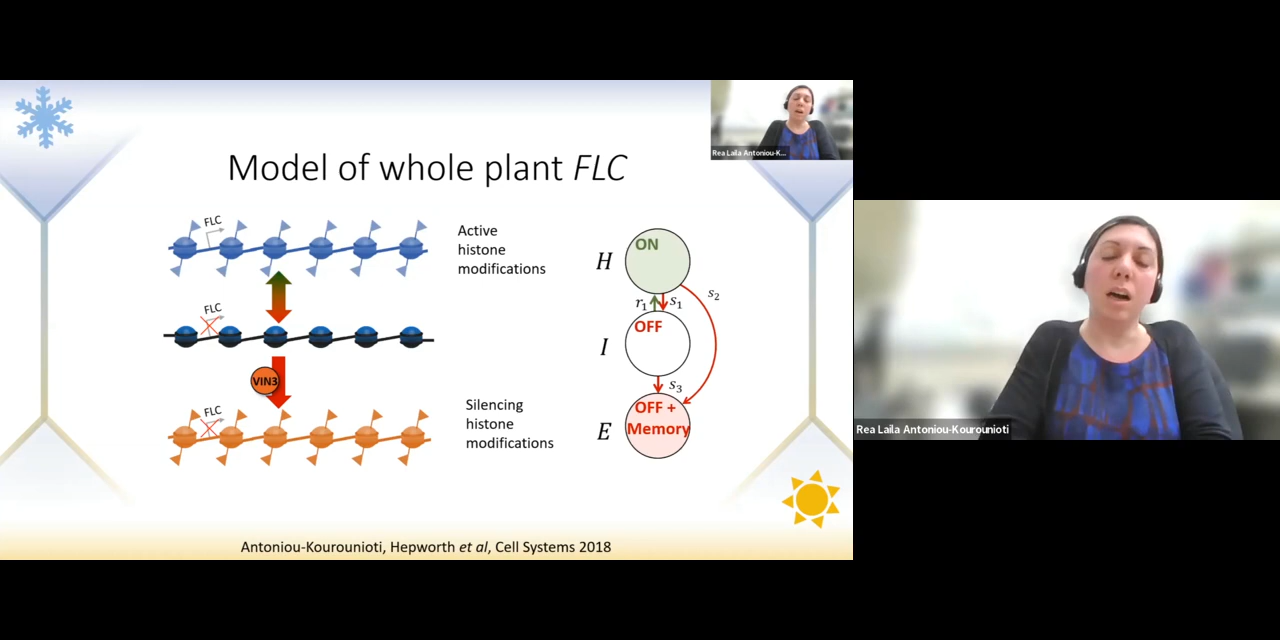 Rea Laila Antoniou-K...
Model of whole plant FLC
FLC
Active
histone
modifications
H
ON
r1
s1
s2
FLC
I
OFF
VIN3
s3
FLC
Silencing
histone
modifications
E
OFF +
Memory
Rea Laila Antoniou-Kourounioti
Antoniou-Kourounioti, Hepworth et al, Cell Systems 2018